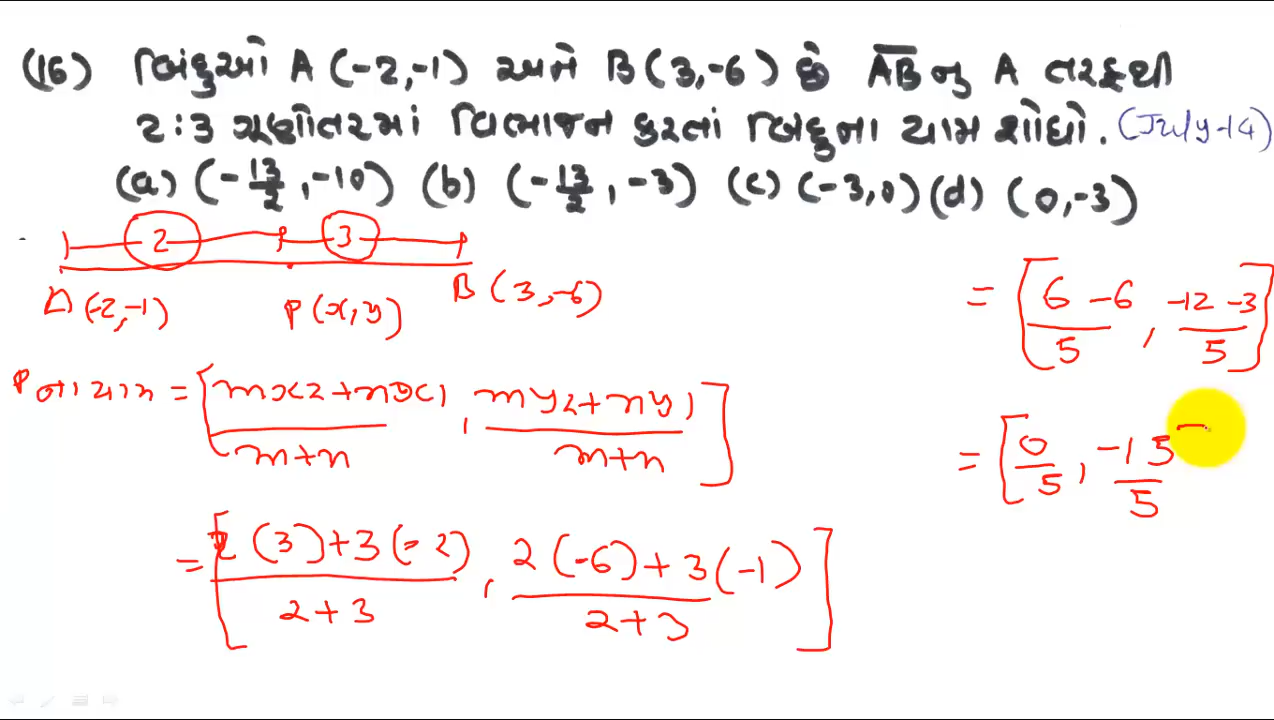 (16) બિંદુઓ A (-2,-1) અને B (3,-6) છે A̅B̅ નુ A તરફથી
2:3 ગુણોત્તરમાં વિભાજન કરતાં બિંદુના યામ શોધો. (July-14)
(a) (-13/2, -10) (b) (-13/2, -3) (c) (-3,0) (d) (0,-3)
2 3
A (-2,-1) P (x,y) B (3,-6)
P ના યામ = [(mx2+nx1)/(m+n), (my2+ny1)/(m+n)]
= [(2(3)+3(-2))/(2+3), (2(-6)+3(-1))/(2+3)]
= [(6-6)/5, (-12-3)/5]
= [0/5, -15/5